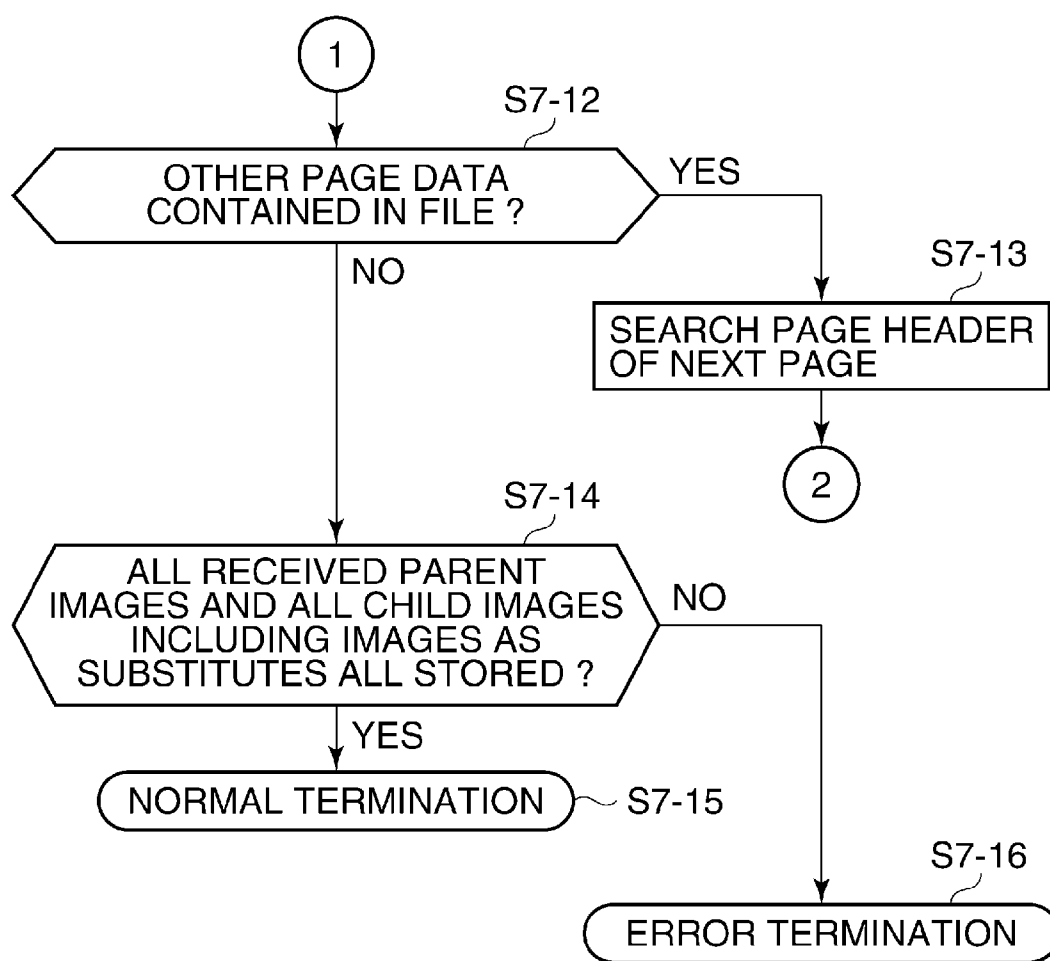 1
S7-12
OTHER PAGE DATA
CONTAINED IN FILE ?
YES
NO
S7-13
SEARCH PAGE HEADER
OF NEXT PAGE
2
S7-14
ALL RECEIVED PARENT
IMAGES AND ALL CHILD IMAGES
INCLUDING IMAGES AS
SUBSTITUTES ALL STORED ?
NO
YES
NORMAL TERMINATION
S7-15
S7-16
ERROR TERMINATION